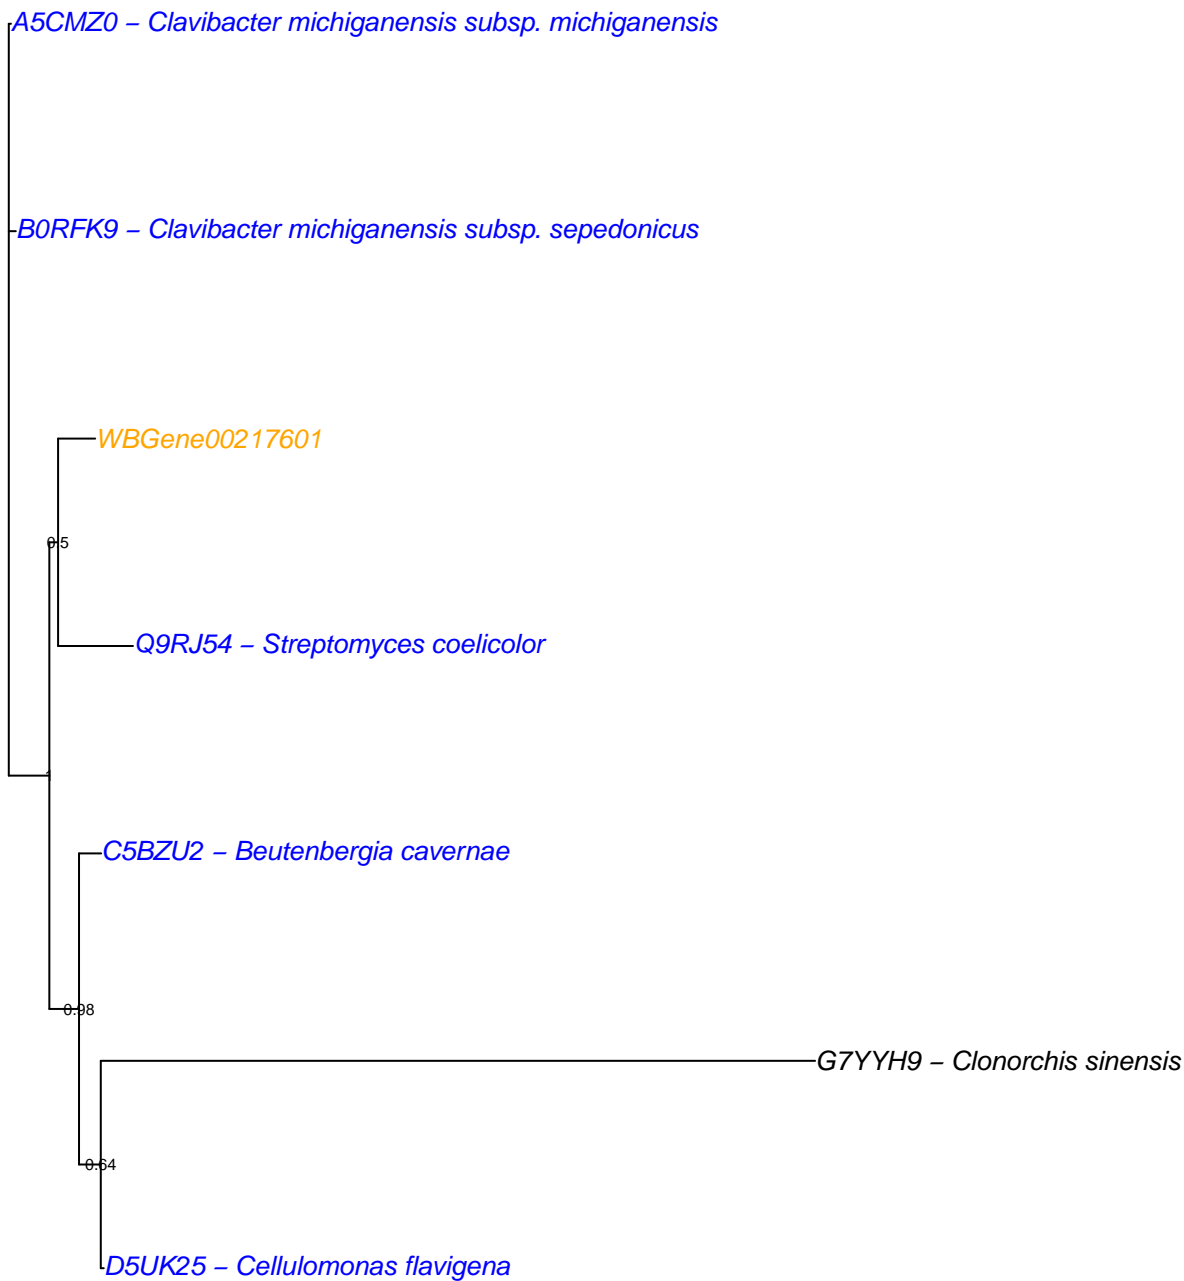 A5CMZ0 – Clavibacter michiganensis subsp. michiganensis
B0RFK9 – Clavibacter michiganensis subsp. sepedonicus
WBGene00217601
0.5
Q9RJ54 – Streptomyces coelicolor
1
C5BZU2 – Beutenbergia cavernae
0.98
G7YYH9 – Clonorchis sinensis
0.64
D5UK25 – Cellulomonas flavigena